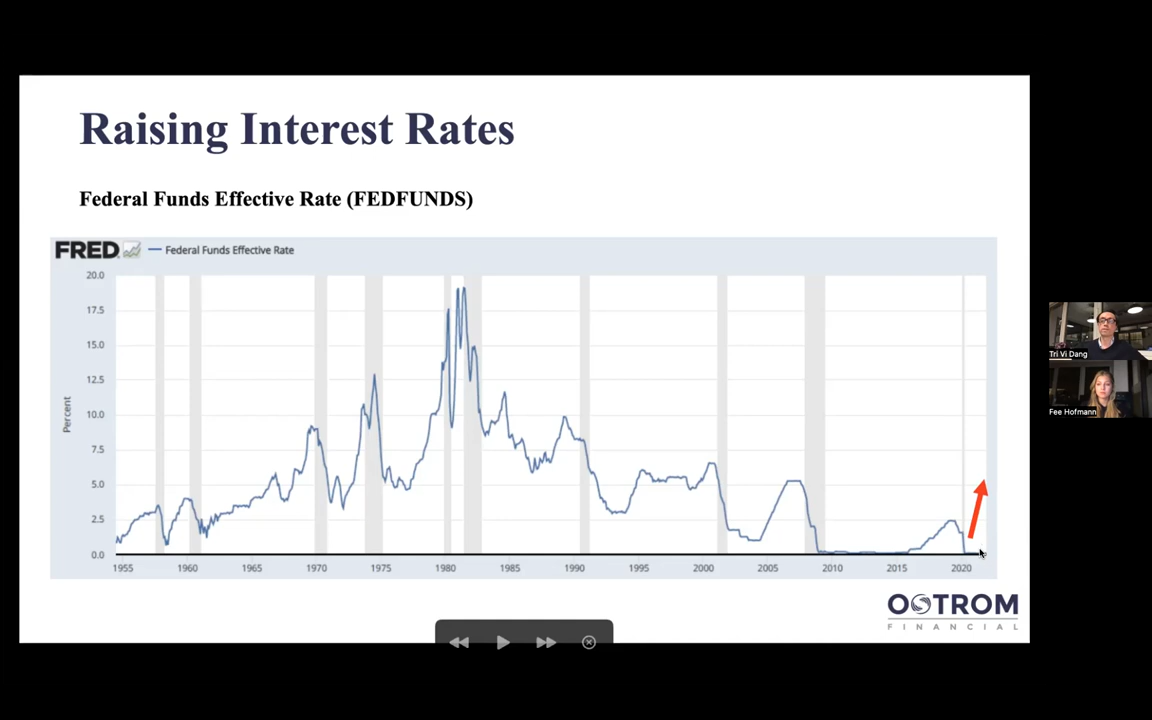 Raising Interest Rates
Federal Funds Effective Rate (FEDFUNDS)
FRED
Federal Funds Effective Rate
20.0
17.5
15.0
12.5
10.0
7.5
5.0
2.5
0.0
Percent
1955 1960 1965 1970 1975 1980 1985 1990 1995 2000 2005 2010 2015 2020
OSTROM
FINANCIAL
Tri Vi Dang
Fee Hofmann